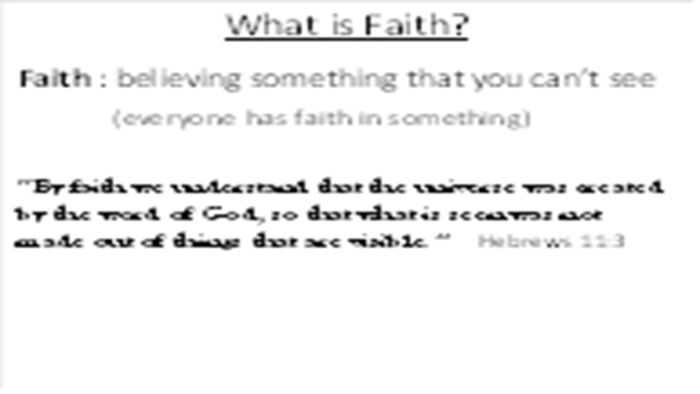 What is Faith?
Faith : believing something that you can't see
(everyone has faith in something)
"By faith we understand that the universe was created
by the word of God, so that what is seen was not
made out of things that are visible." Hebrews 11:3